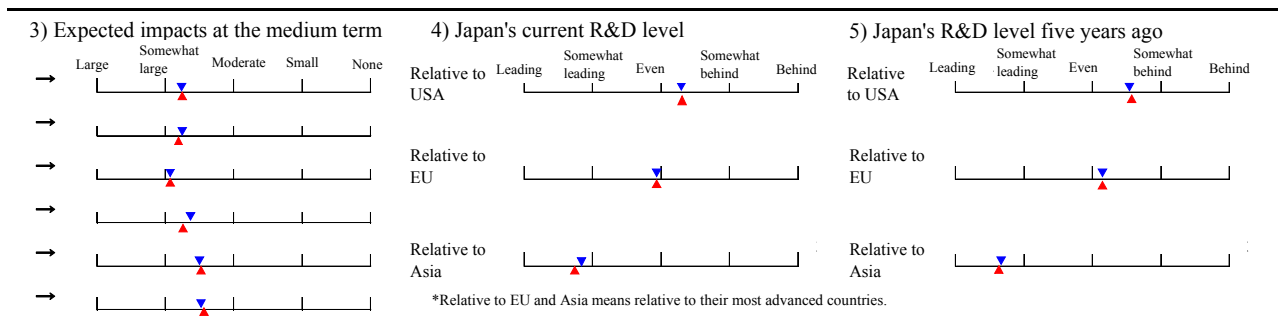 3) Expected impacts at the medium term
Large
Somewhat
large
Moderate
Small
None
4) Japan's current R&D level
Leading
Somewhat
leading
Even
Somewhat
behind
Behind
Relative to
USA
Relative to
EU
Relative to
Asia
*Relative to EU and Asia means relative to their most advanced countries.
5) Japan's R&D level five years ago
Leading
Somewhat
leading
Even
Somewhat
behind
Behind
Relative
to USA
Relative to
EU
Relative to
Asia